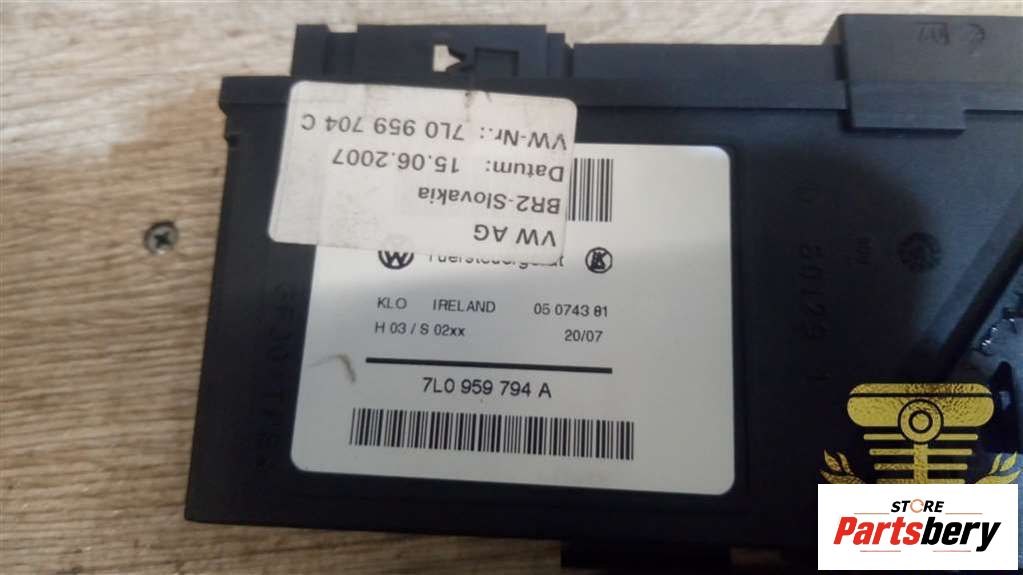 VW AG
BR2-Slovakia
Datum: 15.06.2007
VW-Nr.: 7L0 959 704 C
KLO IRELAND 05 0743 81
H 03 / S 02xx 20/07
7L0 959 794 A
STORE
Partsbery